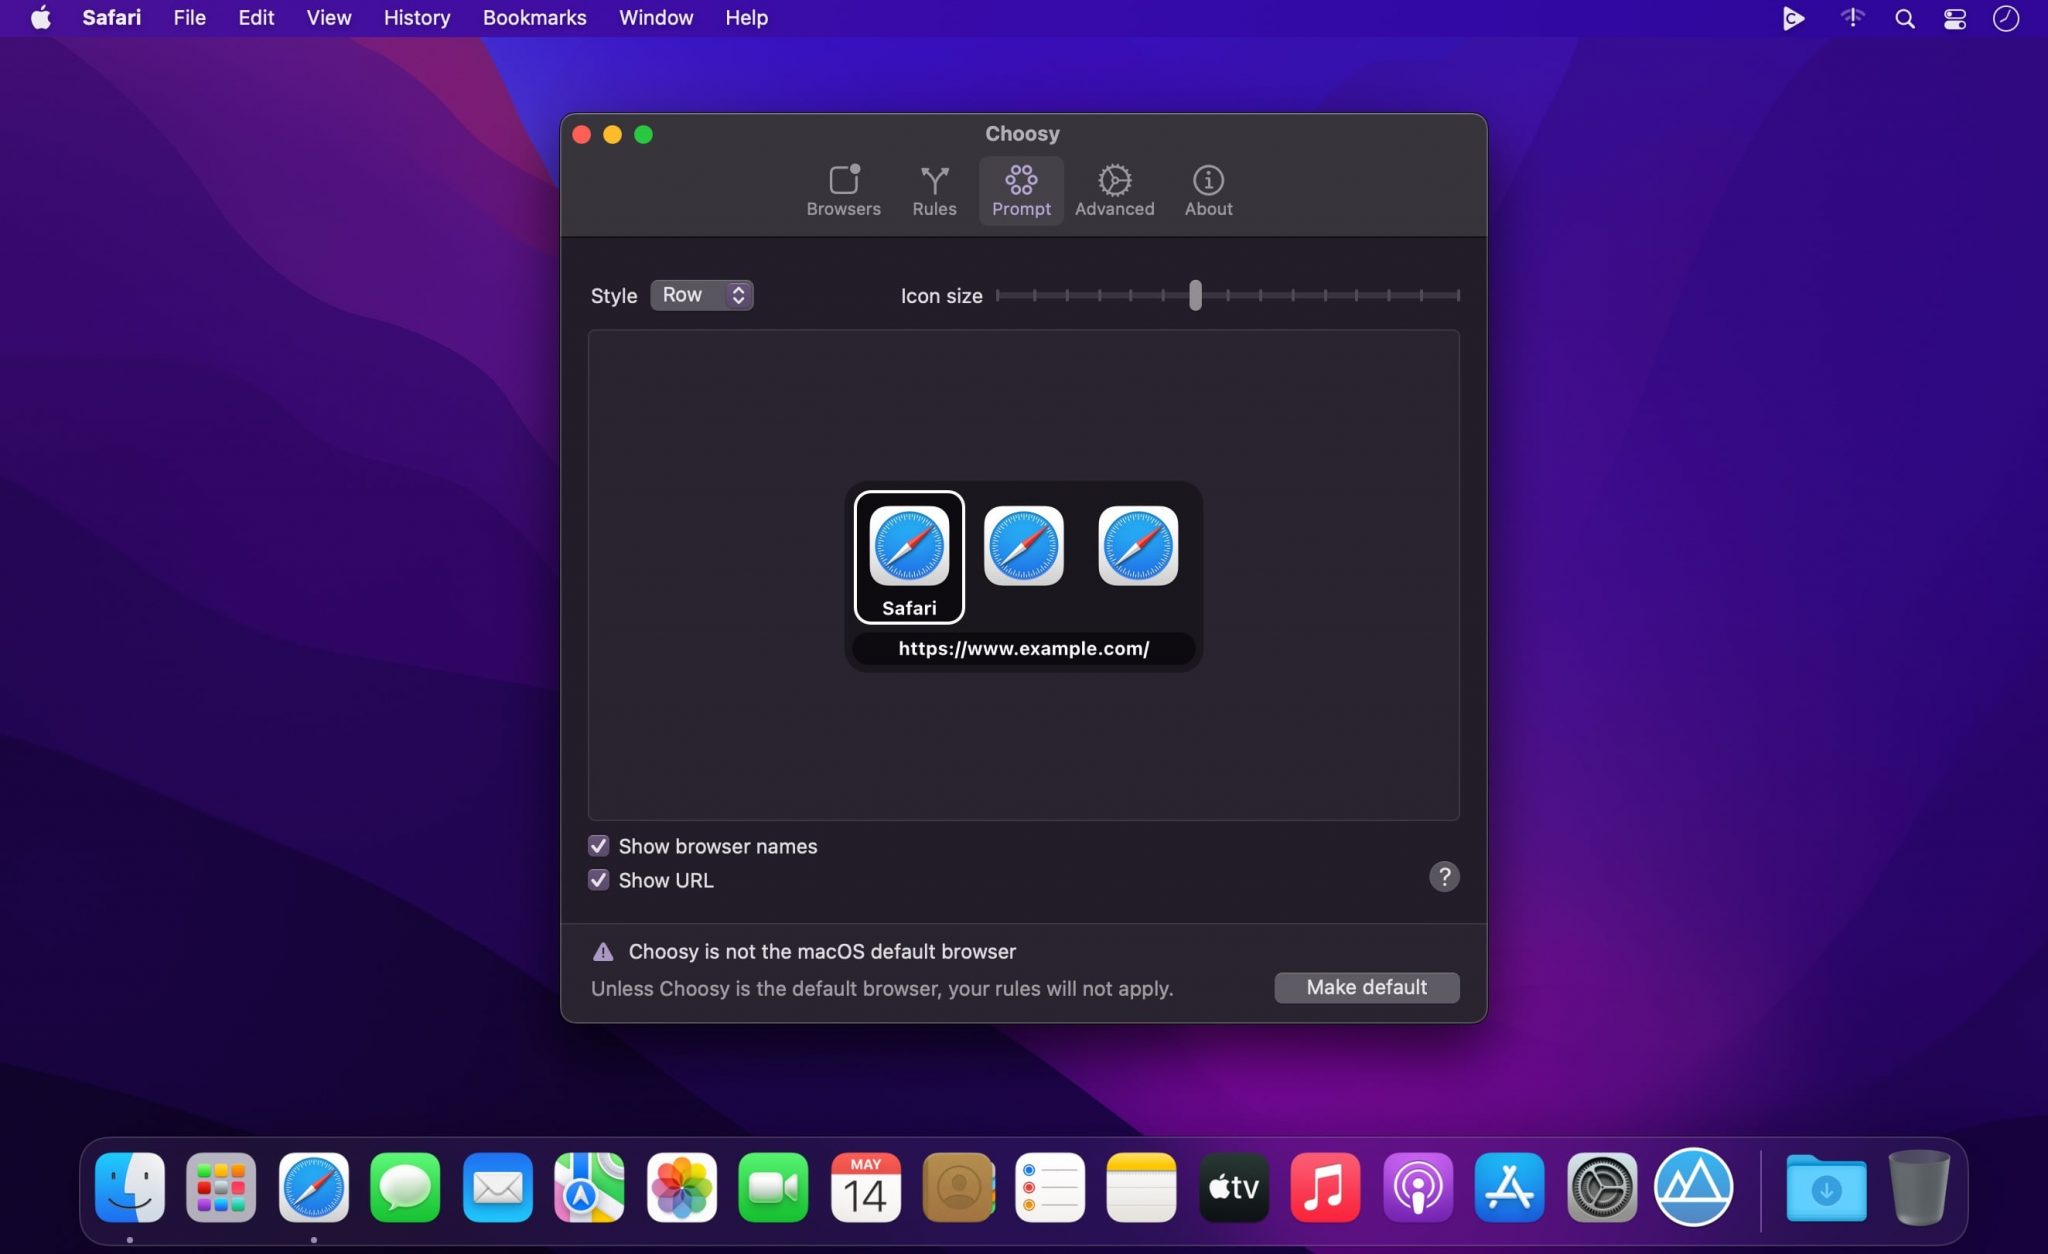 Safari File Edit View History Bookmarks Window Help
Choosy
Browsers Rules Prompt Advanced About
Style Row Icon size
Safari
https://www.example.com/
Show browser names
Show URL
?
Choosy is not the macOS default browser
Unless Choosy is the default browser, your rules will not apply.
Make default
MAY
14
tv